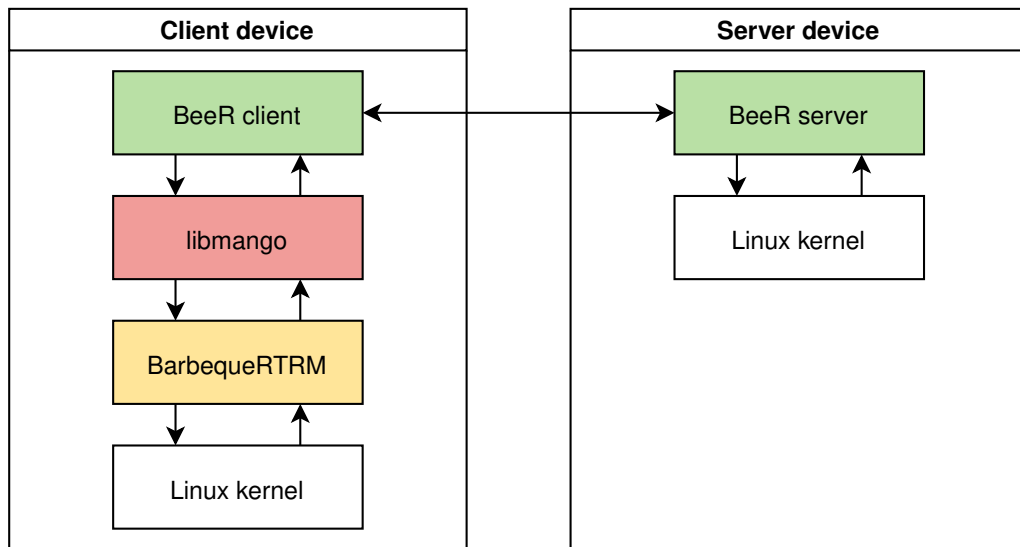 Client device
BeeR client
libmango
BarbequeRTRM
Linux kernel
Server device
BeeR server
Linux kernel